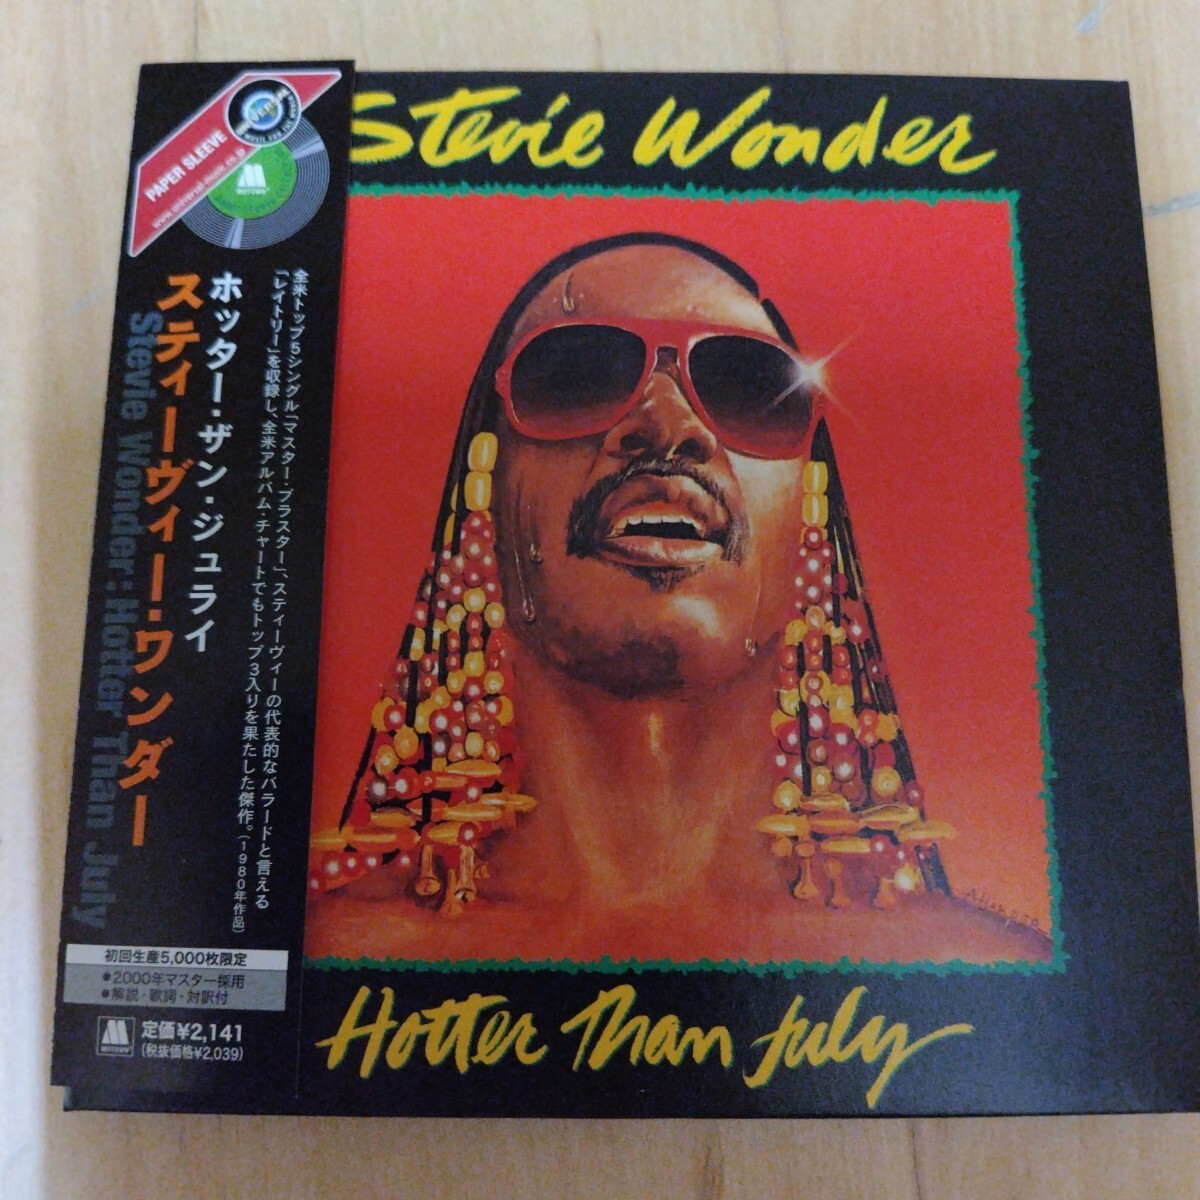 Stevie Wonder
Hotter Than July
PAPER SLEEVE
www.universal-music.co.jp
MOTOWN
ホッター・ザン・ジュライ
スティーヴィー・ワンダー
Stevie Wonder: Hotter Than July
全米トップ5シングル「マスター・ブラスター」、スティーヴィーの代表的なバラードと言える
「レイトリー」を収録し、全米アルバム・チャートでもトップ3入りを果たした傑作。(1980年作品)
初回生産5,000枚限定
●2000年マスター採用
●解説・歌詞・対訳付
定価¥2,141
(税抜価格¥2,039)
MOTOWN